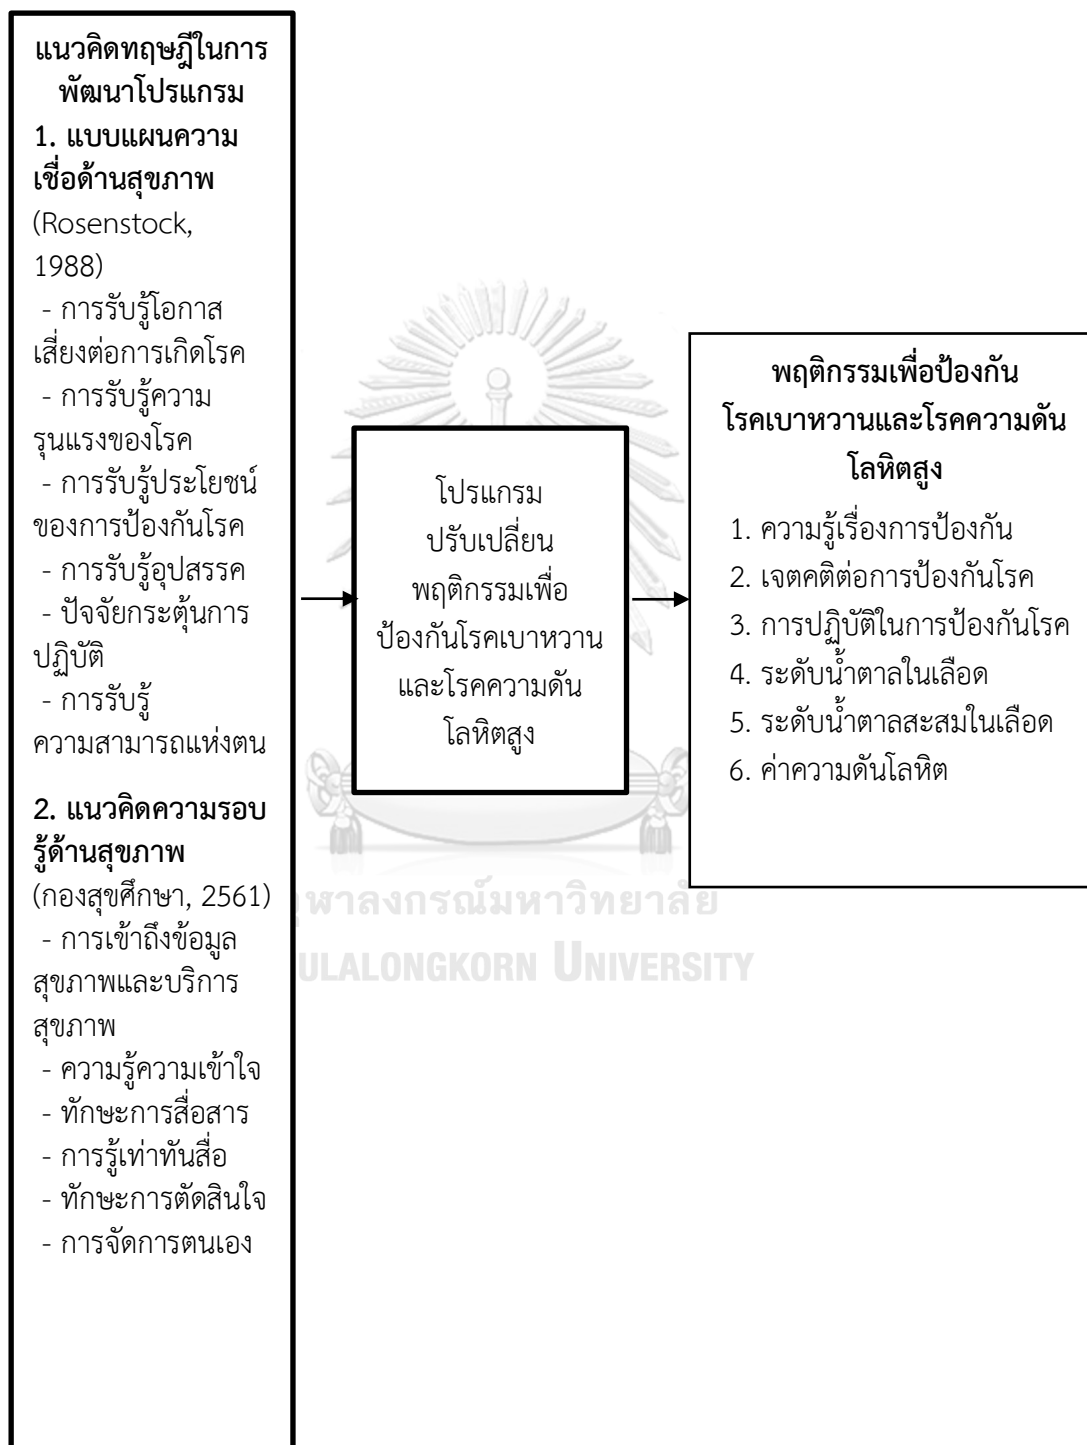 แนวคิดทฤษฎีในการ
พัฒนาโปรแกรม
1. แบบแผนความ
เชื่อด้านสุขภาพ
(Rosenstock,
1988)
- การรับรู้โอกาส
เสี่ยงต่อการเกิดโรค
- การรับรู้ความ
รุนแรงของโรค
- การรับรู้ประโยชน์
ของการป้องกันโรค
- การรับรู้อุปสรรค
- ปัจจัยกระตุ้นการ
ปฏิบัติ
- การรับรู้
ความสามารถแห่งตน
2. แนวคิดความรอบ
รู้ด้านสุขภาพ
(กองสุขศึกษา, 2561)
- การเข้าถึงข้อมูล
สุขภาพและบริการ
สุขภาพ
- ความรู้ความเข้าใจ
- ทักษะการสื่อสาร
- การรู้เท่าทันสื่อ
- ทักษะการตัดสินใจ
- การจัดการตนเอง
โปรแกรม
ปรับเปลี่ยน
พฤติกรรมเพื่อ
ป้องกันโรคเบาหวาน
และโรคความดัน
โลหิตสูง
พฤติกรรมเพื่อป้องกัน
โรคเบาหวานและโรคความดัน
โลหิตสูง
1. ความรู้เรื่องการป้องกัน
2. เจตคติต่อการป้องกันโรค
3. การปฏิบัติในการป้องกันโรค
4. ระดับน้ำตาลในเลือด
5. ระดับน้ำตาลสะสมในเลือด
6. ค่าความดันโลหิต
ฬาลงกรณ์มหาวิทยาลัย
ULALONGKORN UNIVERSITY